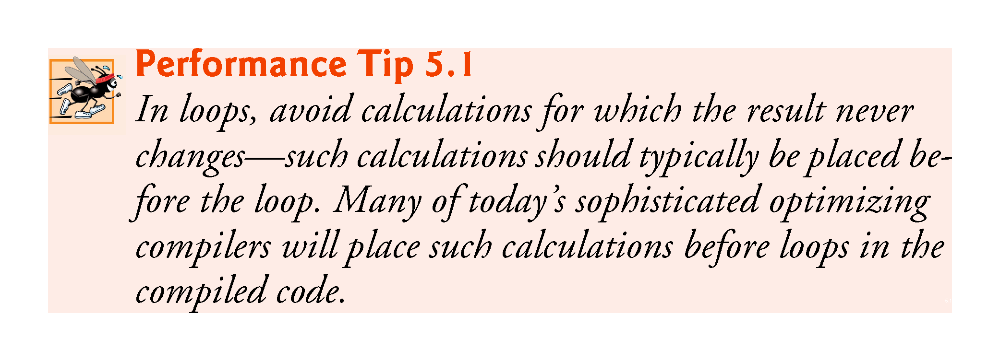 Performance Tip 5.1
In loops, avoid calculations for which the result never
changes—such calculations should typically be placed be-
fore the loop. Many of today’s sophisticated optimizing
compilers will place such calculations before loops in the
compiled code.